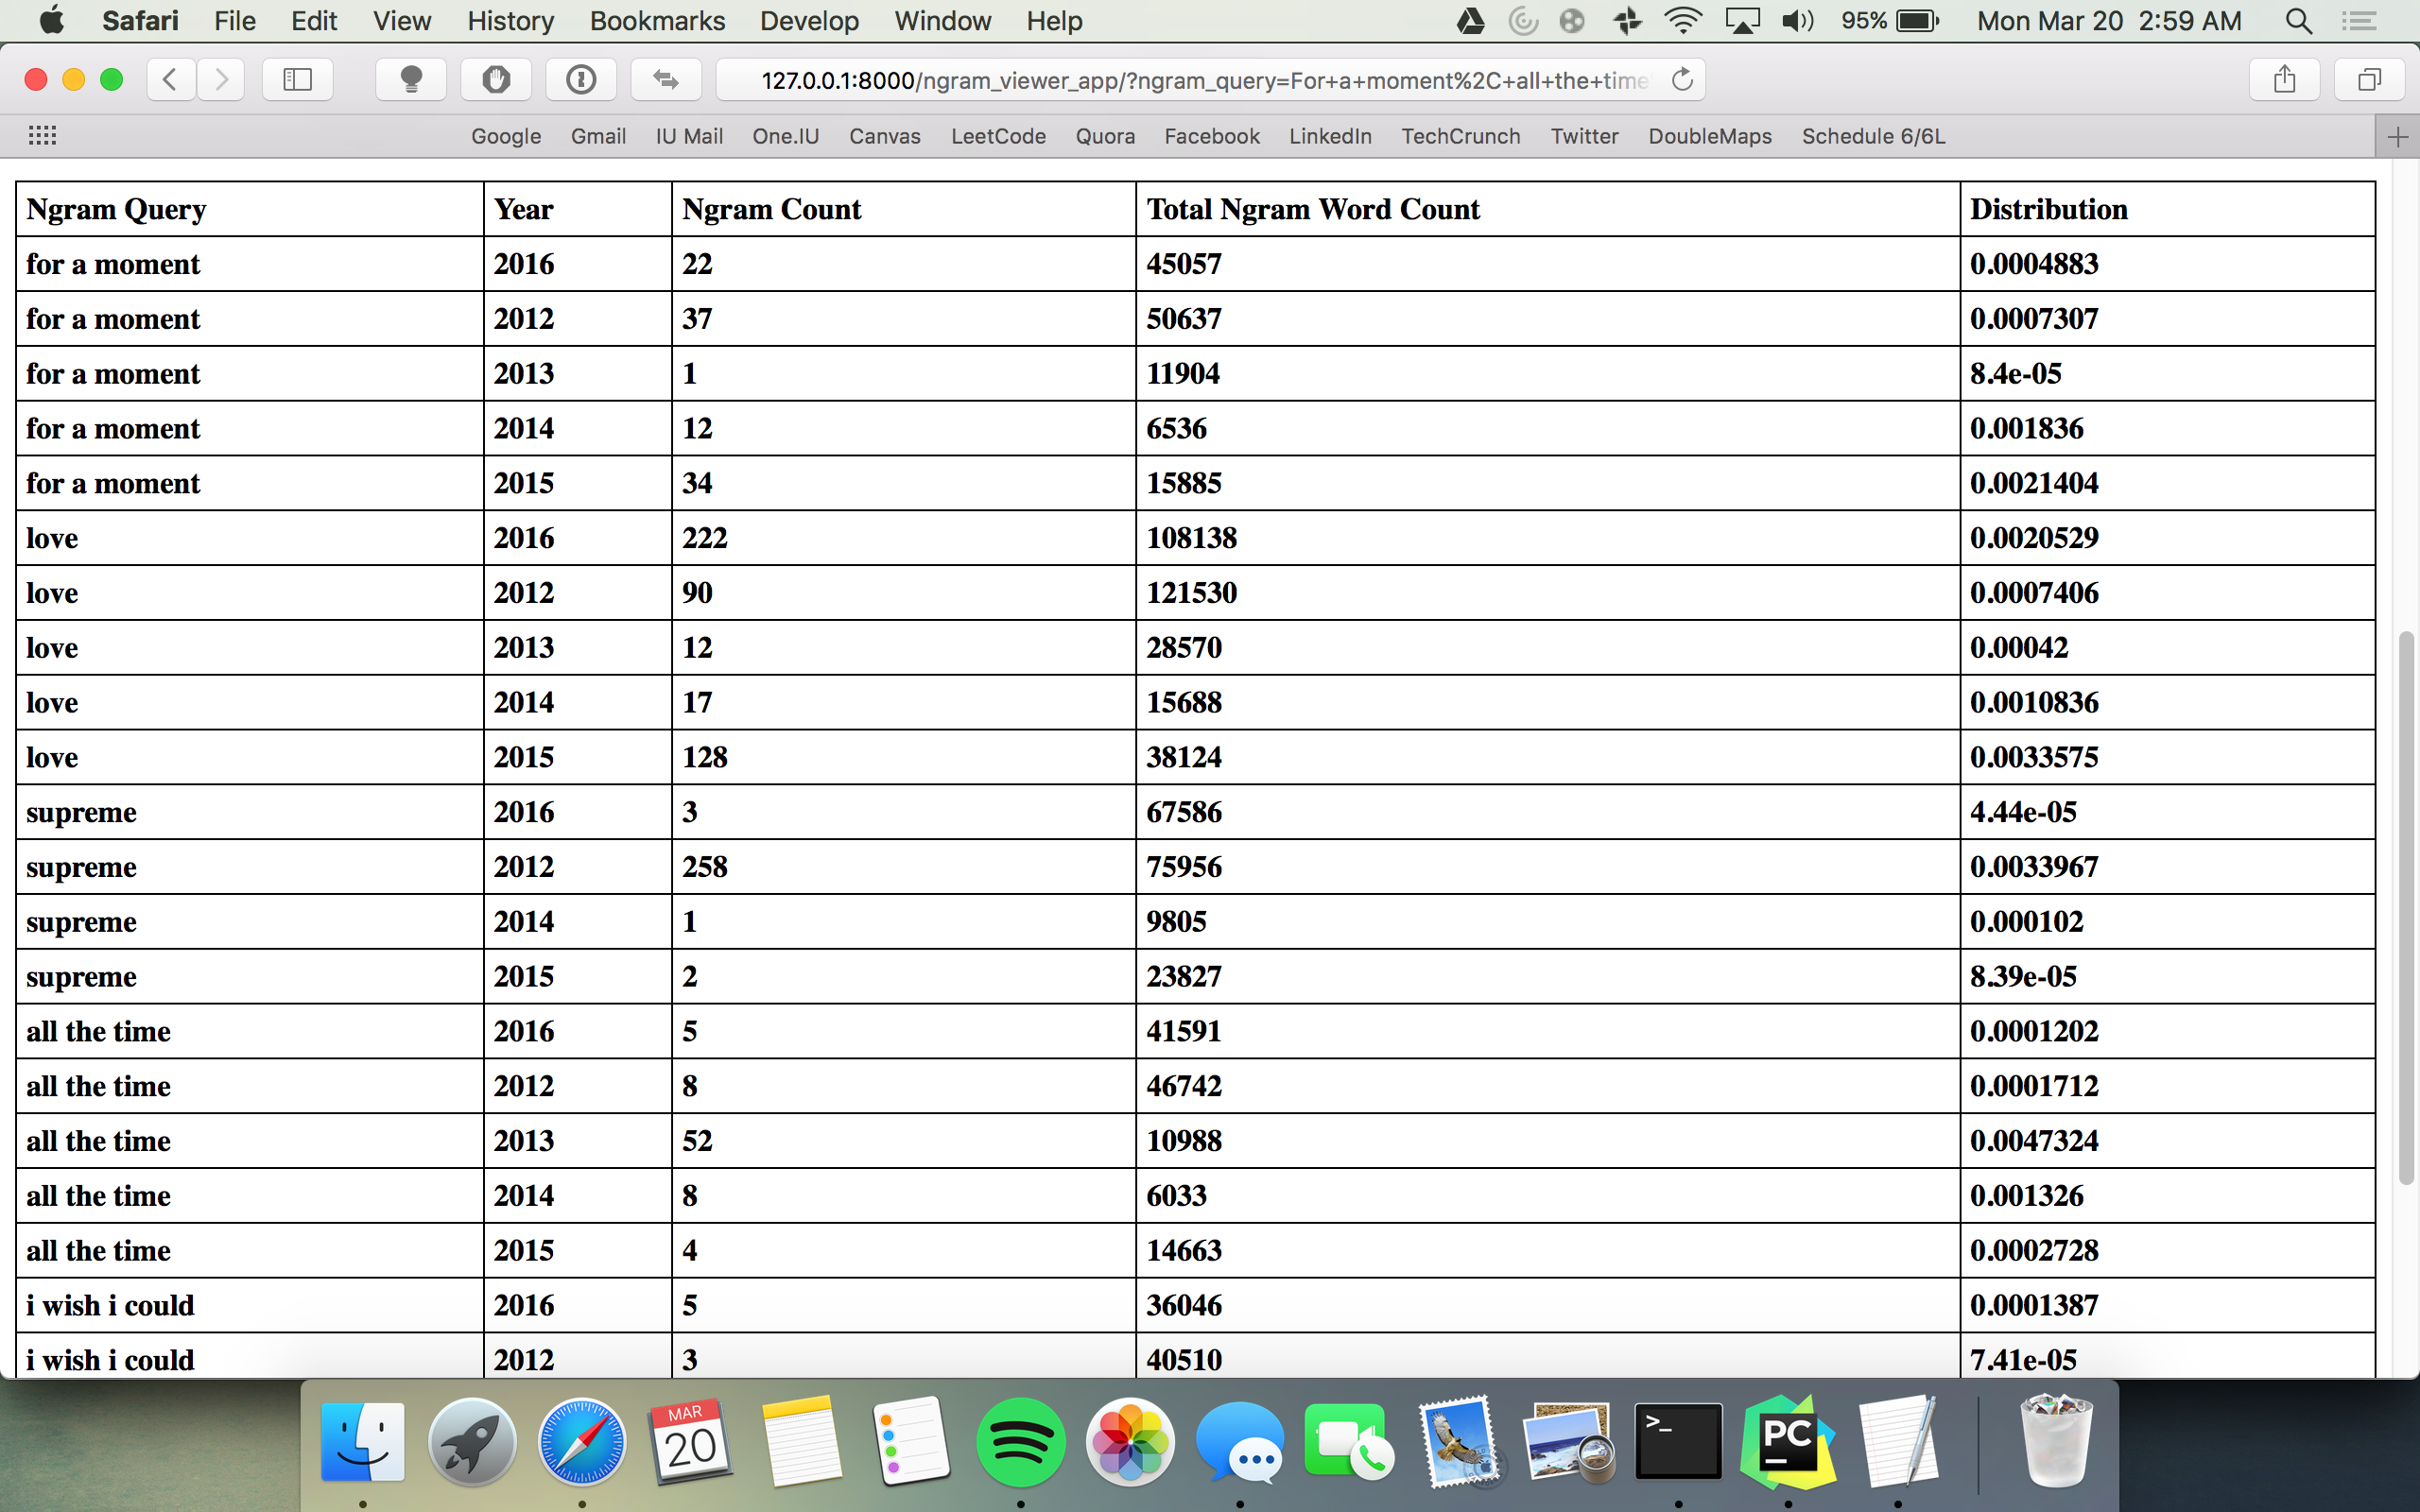 Safari File Edit View History Bookmarks Develop Window Help 95% Mon Mar 20 2:59 AM
127.0.0.1:8000/ngram_viewer_app/?ngram_query=For+a+moment%2C+all+the+time
Google Gmail IU Mail One.IU Canvas LeetCode Quora Facebook LinkedIn TechCrunch Twitter DoubleMaps Schedule 6/6L
Ngram Query Year Ngram Count Total Ngram Word Count Distribution
for a moment 2016 22 45057 0.0004883
for a moment 2012 37 50637 0.0007307
for a moment 2013 1 11904 8.4e-05
for a moment 2014 12 6536 0.001836
for a moment 2015 34 15885 0.0021404
love 2016 222 108138 0.0020529
love 2012 90 121530 0.0007406
love 2013 12 28570 0.00042
love 2014 17 15688 0.0010836
love 2015 128 38124 0.0033575
supreme 2016 3 67586 4.44e-05
supreme 2012 258 75956 0.0033967
supreme 2014 1 9805 0.000102
supreme 2015 2 23827 8.39e-05
all the time 2016 5 41591 0.0001202
all the time 2012 8 46742 0.0001712
all the time 2013 52 10988 0.0047324
all the time 2014 8 6033 0.001326
all the time 2015 4 14663 0.0002728
i wish i could 2016 5 36046 0.0001387
i wish i could 2012 3 40510 7.41e-05
MAR
20
>_
PC